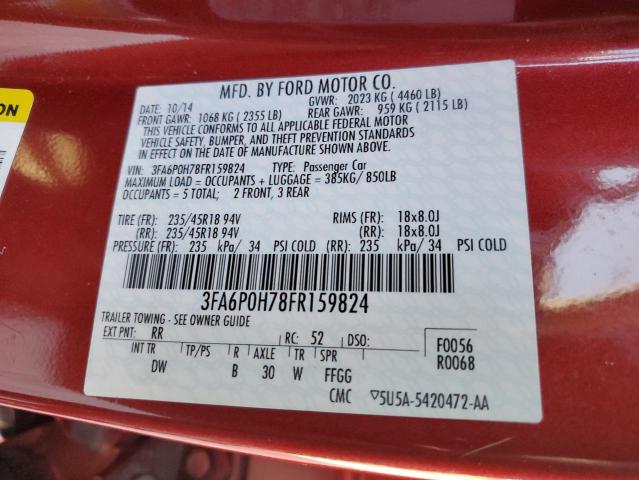 MFD. BY FORD MOTOR CO.
DATE: 10/14 GVWR: 2023 KG ( 4460 LB)
FRONT GAWR: 1068 KG ( 2355 LB) REAR GAWR: 959 KG ( 2115 LB)
THIS VEHICLE CONFORMS TO ALL APPLICABLE FEDERAL MOTOR
VEHICLE SAFETY, BUMPER, AND THEFT PREVENTION STANDARDS
IN EFFECT ON THE DATE OF MANUFACTURE SHOWN ABOVE.
VIN: 3FA6P0H78FR159824 TYPE: Passenger Car
MAXIMUM LOAD = OCCUPANTS + LUGGAGE = 385KG/ 850LB
OCCUPANTS = 5 TOTAL; 2 FRONT, 3 REAR
TIRE (FR): 235/45R18 94V RIMS (FR): 18x8.0J
(RR): 235/45R18 94V (RR): 18x8.0J
PRESSURE (FR): 235 kPa/ 34 PSI COLD (RR): 235 kPa/ 34 PSI COLD
3FA6P0H78FR159824
TRAILER TOWING - SEE OWNER GUIDE
EXT PNT: RR RC: 52 DSO: F0056
INT TR TP/PS R AXLE TR SPR R0068
DW B 30 W FFGG
CMC ▽5U5A-5420472-AA
ON